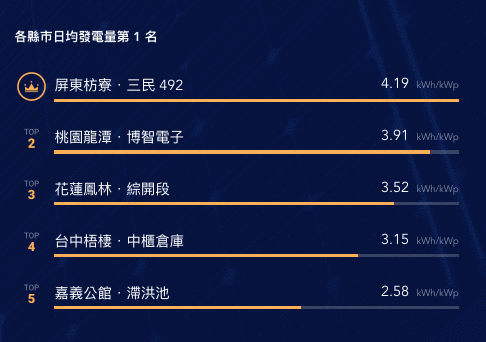 各縣市日均發電量第 1 名
屏東枋寮・三民 492 4.19 kWh/kWp
TOP 2 桃園龍潭・博智電子 3.91 kWh/kWp
TOP 3 花蓮鳳林・綜開段 3.52 kWh/kWp
TOP 4 台中梧棲・中櫃倉庫 3.15 kWh/kWp
TOP 5 嘉義公館・滯洪池 2.58 kWh/kWp